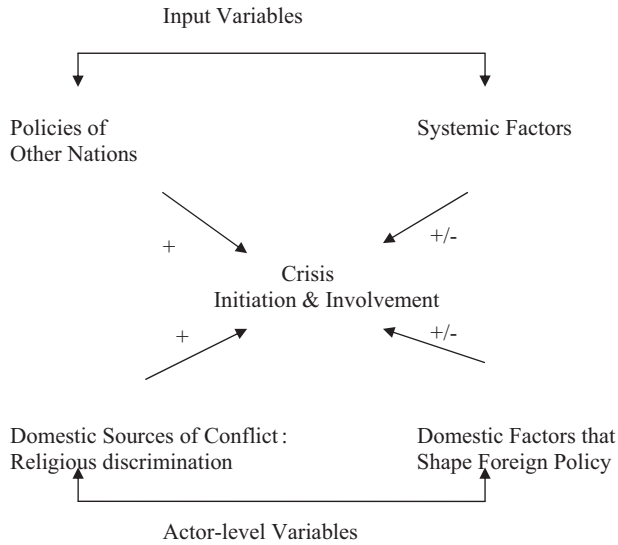 Input Variables
Policies of
Other Nations
Systemic Factors
+
+/-
Crisis
Initiation & Involvement
+
+/-
Domestic Sources of Conflict:
Religious discrimination
Domestic Factors that
Shape Foreign Policy
Actor-level Variables